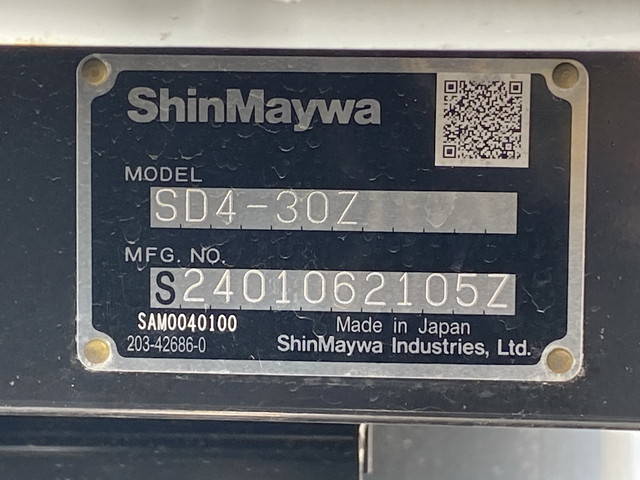 ShinMaywa
MODEL
SD4-30Z
MFG. NO.
S2401062105Z
SAM0040100
Made in Japan
203-42686-0
ShinMaywa Industries, Ltd.